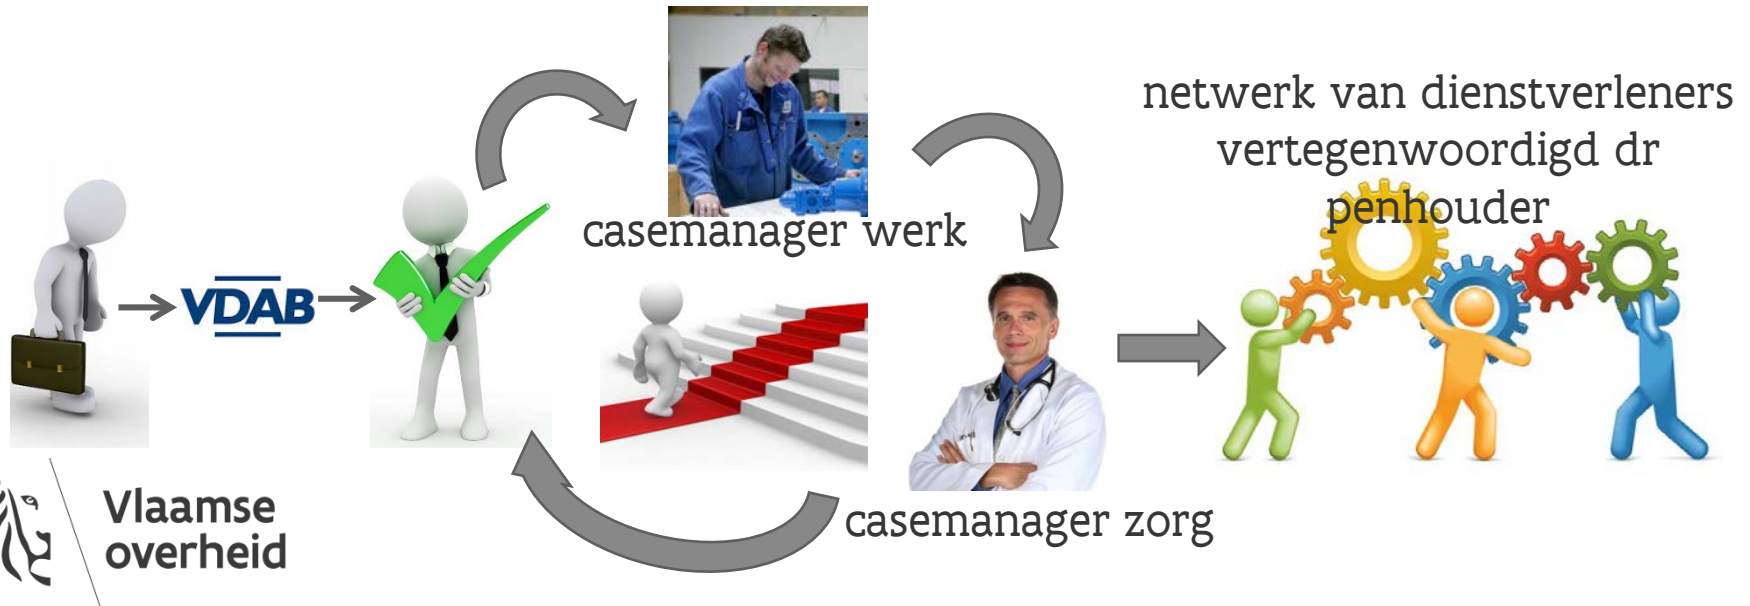 netwerk van dienstverleners
vertegenwoordigd dr
penhouder
casemanager werk
VDAB
casemanager zorg
Vlaamse
overheid